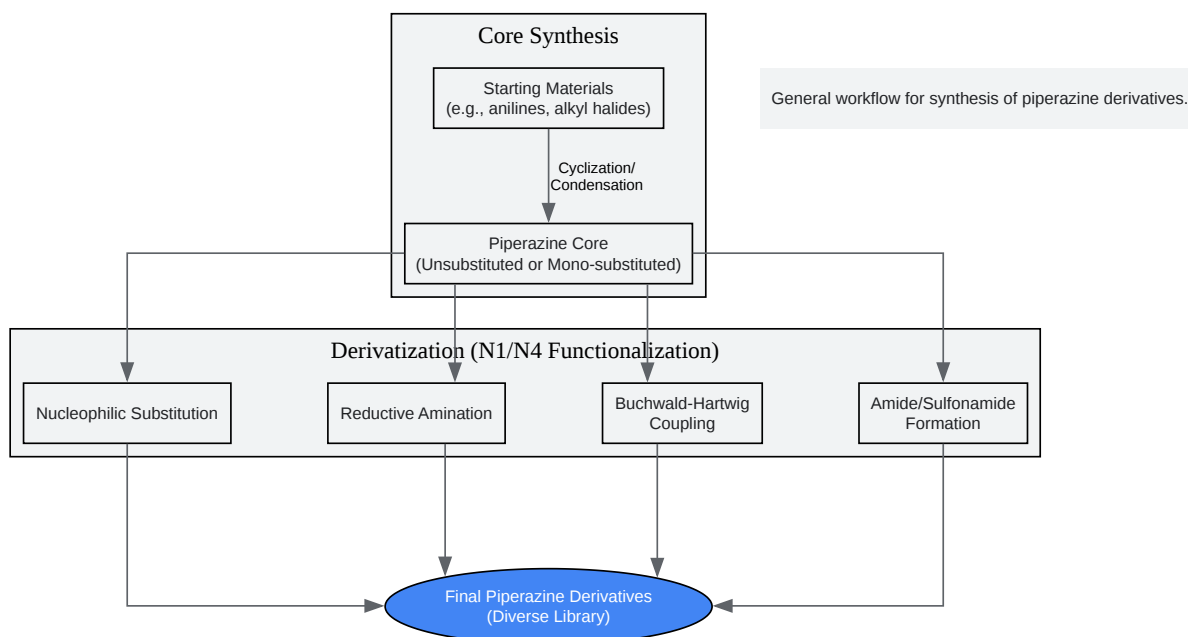 Core Synthesis
Starting Materials
(e.g., anilines, alkyl halides)
General workflow for synthesis of piperazine derivatives.
Cyclization/
Condensation
Piperazine Core
(Unsubstituted or Mono-substituted)
Derivatization (N1/N4 Functionalization)
Nucleophilic Substitution
Reductive Amination
Buchwald-Hartwig
Coupling
Amide/Sulfonamide
Formation
Final Piperazine Derivatives
(Diverse Library)